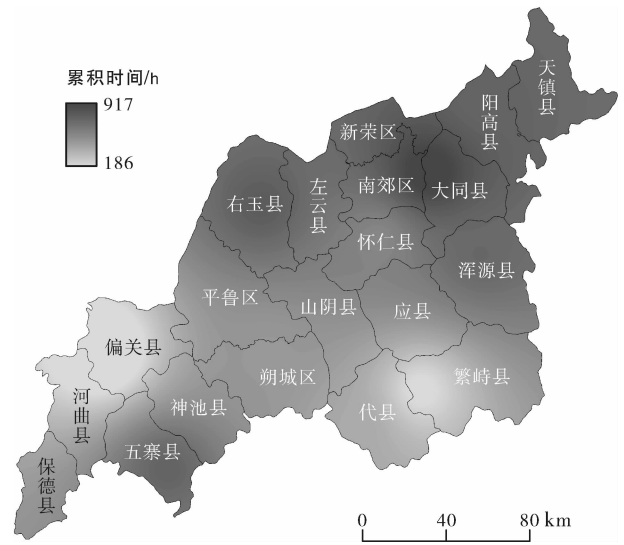 累积时间/h
917
186
天镇县
阳高县
新荣区
南郊区
大同县
右玉县
左云县
怀仁县
浑源县
平鲁区
山阴县
应县
偏关县
朔城区
繁峙县
河曲县
神池县
代县
五寨县
保德县
0 40 80 km